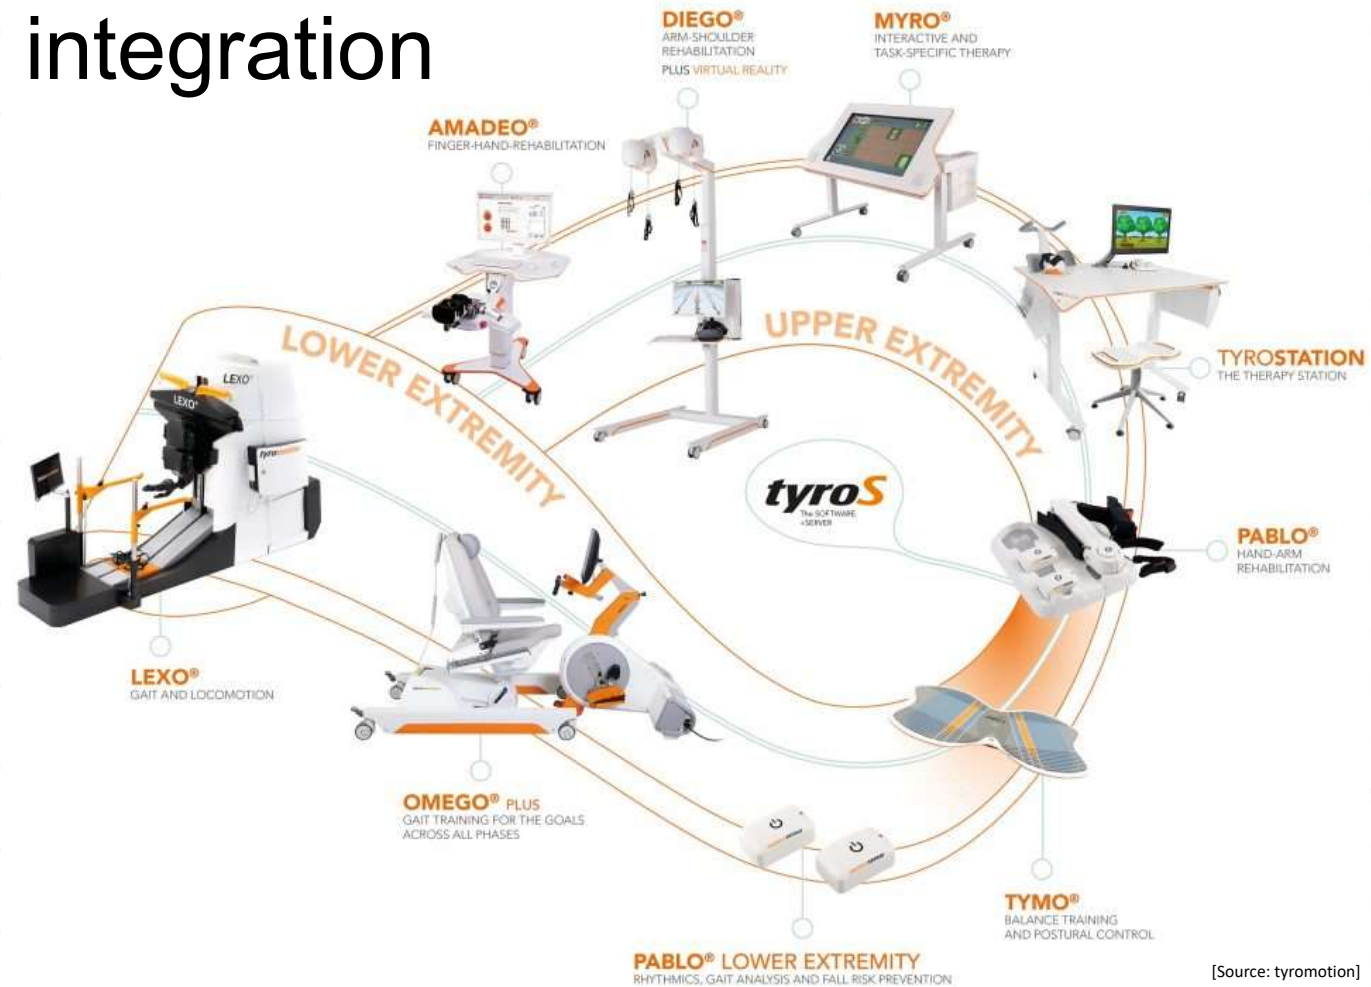 integration
DIEGO®
ARM-SHOULDER
REHABILITATION
PLUS VIRTUAL REALITY
MYRO®
INTERACTIVE AND
TASK-SPECIFIC THERAPY
AMADEO®
FINGER-HAND-REHABILITATION
LOWER EXTREMITY
UPPER EXTREMITY
TYROSTATION
THE THERAPY STATION
LEXO®
LEXO®
tyroS
The SOFTWARE
+SERVER
PABLO®
HAND-ARM
REHABILITATION
LEXO®
GAIT AND LOCOMOTION
OMEGO® PLUS
GAIT TRAINING FOR THE GOALS
ACROSS ALL PHASES
TYMO®
BALANCE TRAINING
AND POSTURAL CONTROL
PABLO® LOWER EXTREMITY
RHYTHMICS, GAIT ANALYSIS AND FALL RISK PREVENTION
[Source: tyromotion]